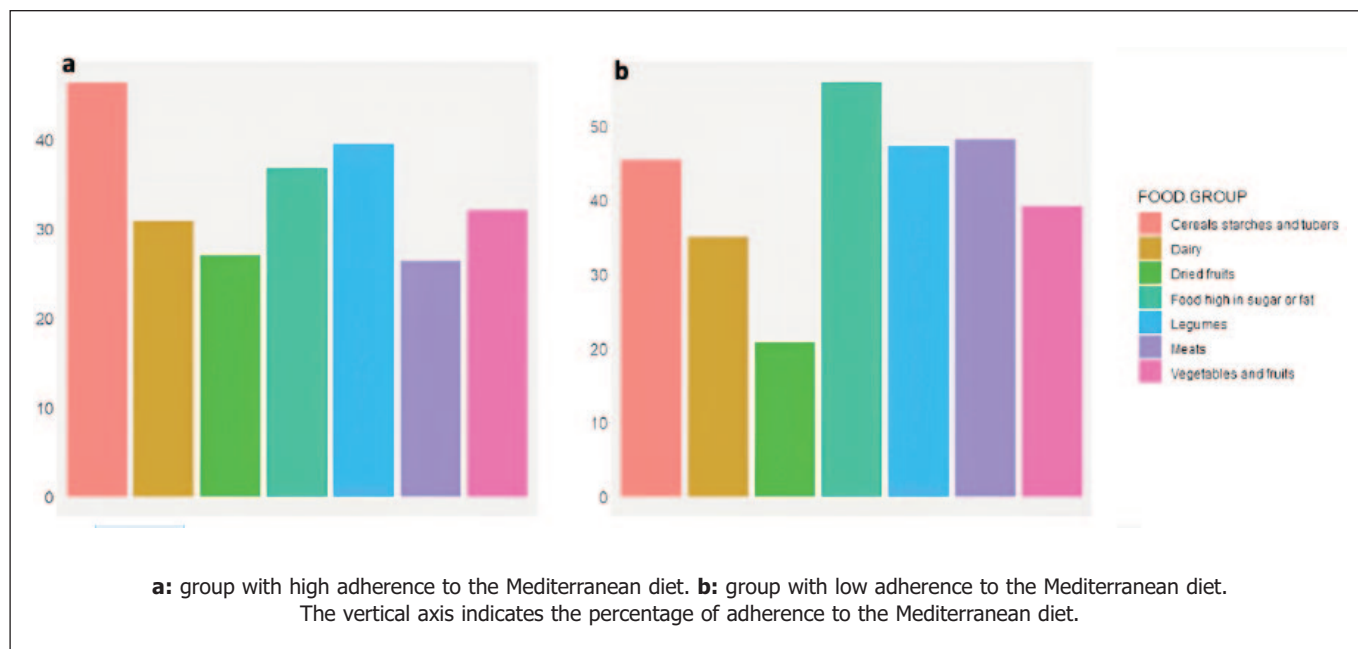 a
b
40
30
20
10
0
50
40
30
20
10
0
FOOD.GROUP
Cereals starches and tubers
Dairy
Dried fruits
Food high in sugar or fat
Legumes
Meats
Vegetables and fruits
a: group with high adherence to the Mediterranean diet. b: group with low adherence to the Mediterranean diet.
The vertical axis indicates the percentage of adherence to the Mediterranean diet.